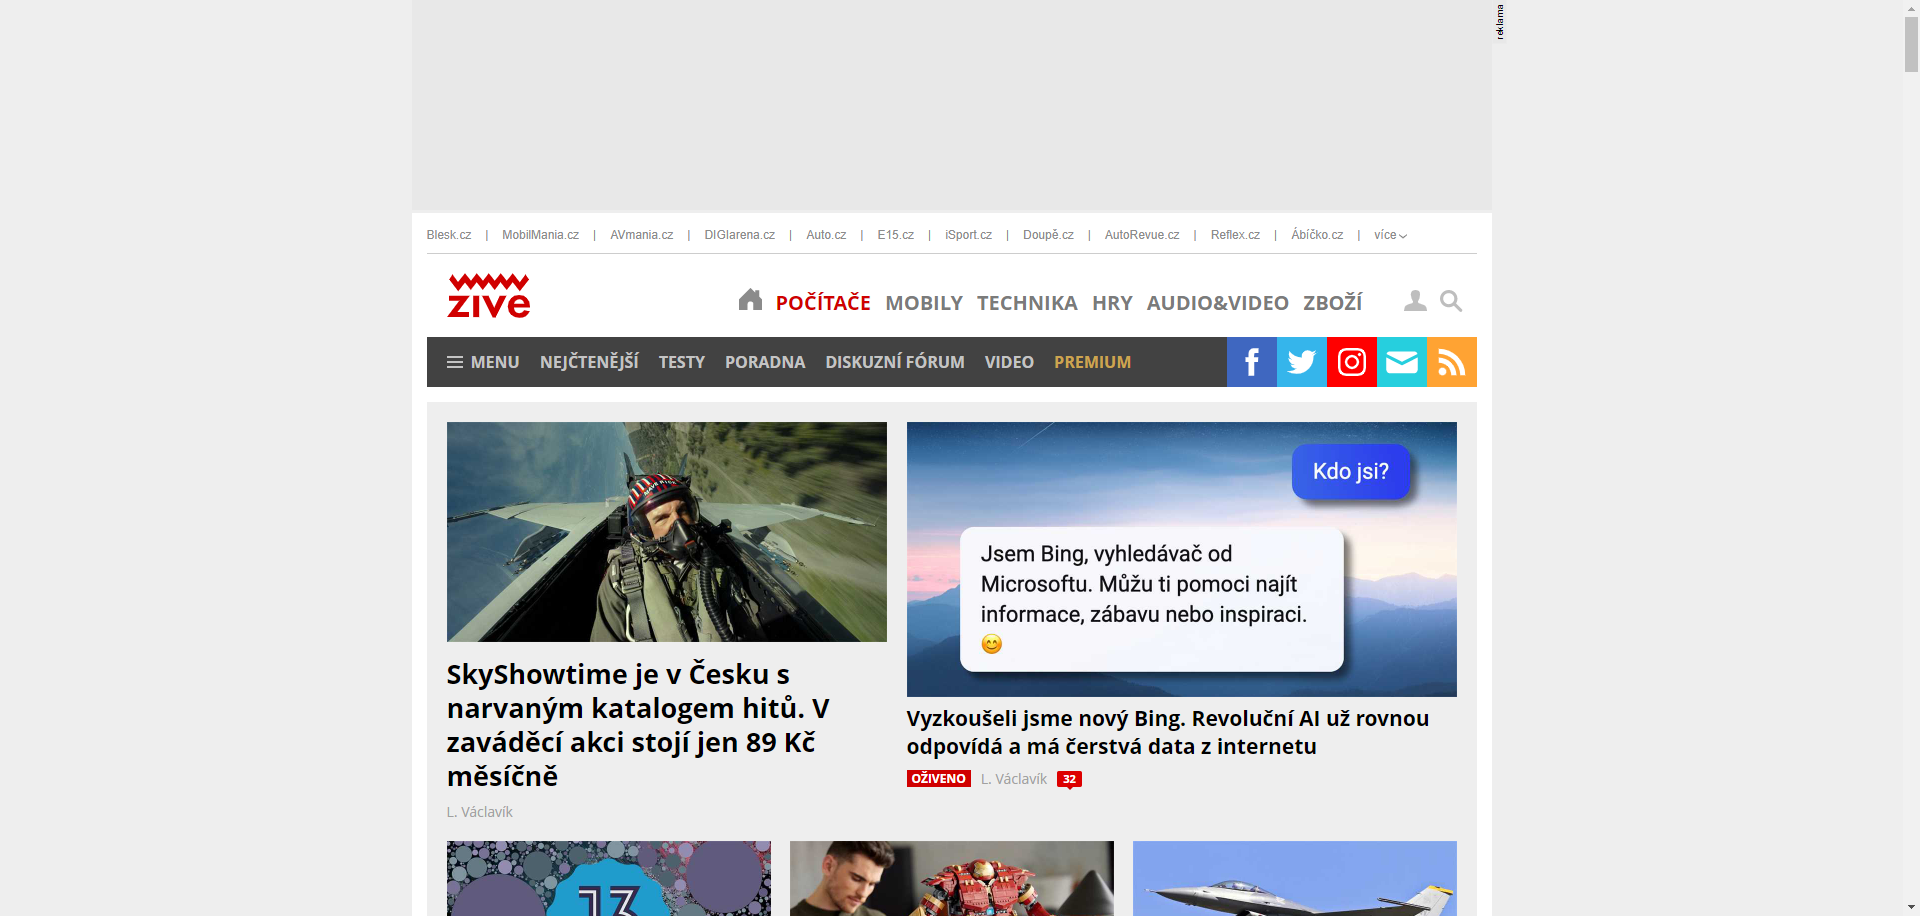 reklama
Blesk.cz | MobilMania.cz | AVmania.cz | DIGIarena.cz | Auto.cz | E15.cz | iSport.cz | Doupě.cz | AutoRevue.cz | Reflex.cz | Ábíčko.cz | více
zive
POČÍTAČE MOBILY TECHNIKA HRY AUDIO&VIDEO ZBOŽÍ
MENU NEJČTENĚJŠÍ TESTY PORADNA DISKUZNÍ FÓRUM VIDEO PREMIUM
SkyShowtime je v Česku s
narvaným katalogem hitů. V
zaváděcí akci stojí jen 89 Kč
měsíčně
L. Václavík
Kdo jsi?
Jsem Bing, vyhledávač od
Microsoftu. Můžu ti pomoci najít
informace, zábavu nebo inspiraci.
😊
Vyzkoušeli jsme nový Bing. Revoluční AI už rovnou
odpovídá a má čerstvá data z internetu
OŽIVENO L. Václavík 32
13